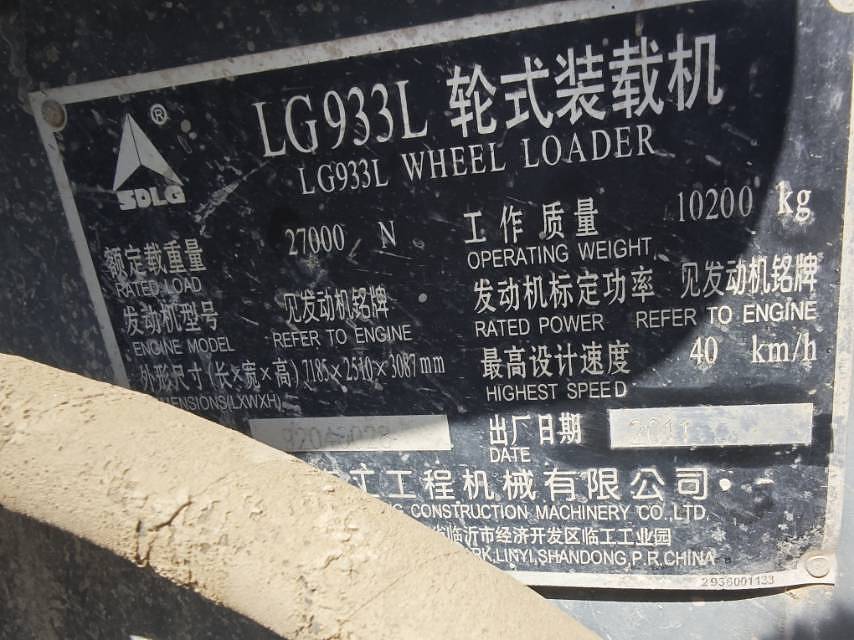 LG933L 轮式装载机
LG933L WHEEL LOADER
®
SDLG
额定载重量 27000 N
RATED LOAD
工作质量 10200 kg
OPERATING WEIGHT
发动机型号 见发动机铭牌
ENGINE MODEL REFER TO ENGINE
发动机标定功率 见发动机铭牌
RATED POWER REFER TO ENGINE
外形尺寸(长×宽×高) 7185×2510×3087mm
(LXWXH)
最高设计速度 40 km/h
HIGHEST SPEED
出厂日期
DATE
工工程机械有限公司
CONSTRUCTION MACHINERY CO.,LTD.
临沂市经济开发区临工工业园
LINYI,SHANDONG,P.R.CHINA
2936001133